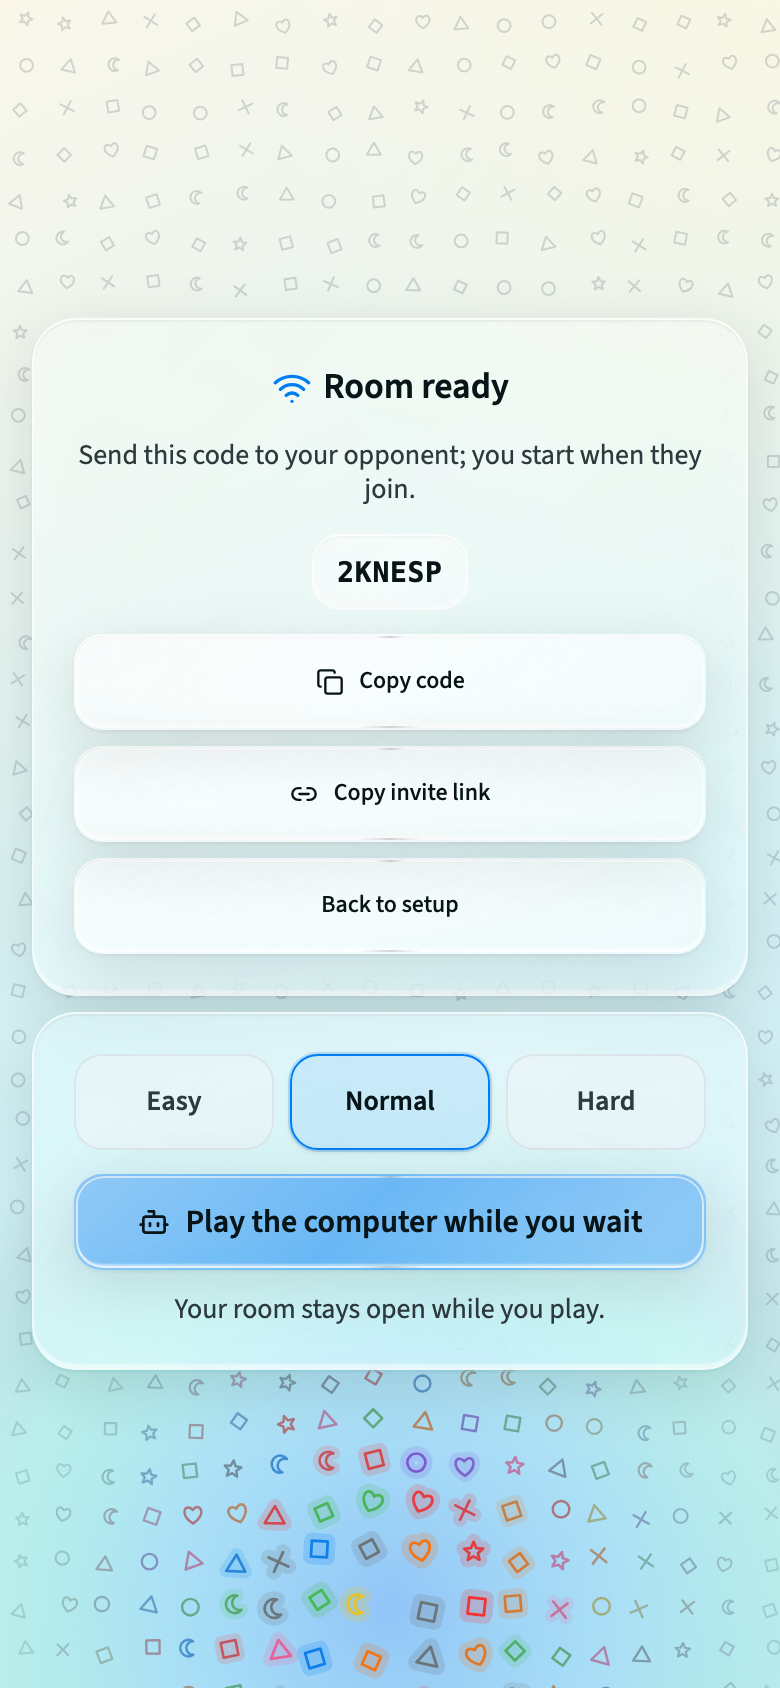 Room ready
Send this code to your opponent; you start when they
join.
2KNESP
Copy code
Copy invite link
Back to setup
Easy Normal Hard
Play the computer while you wait
Your room stays open while you play.